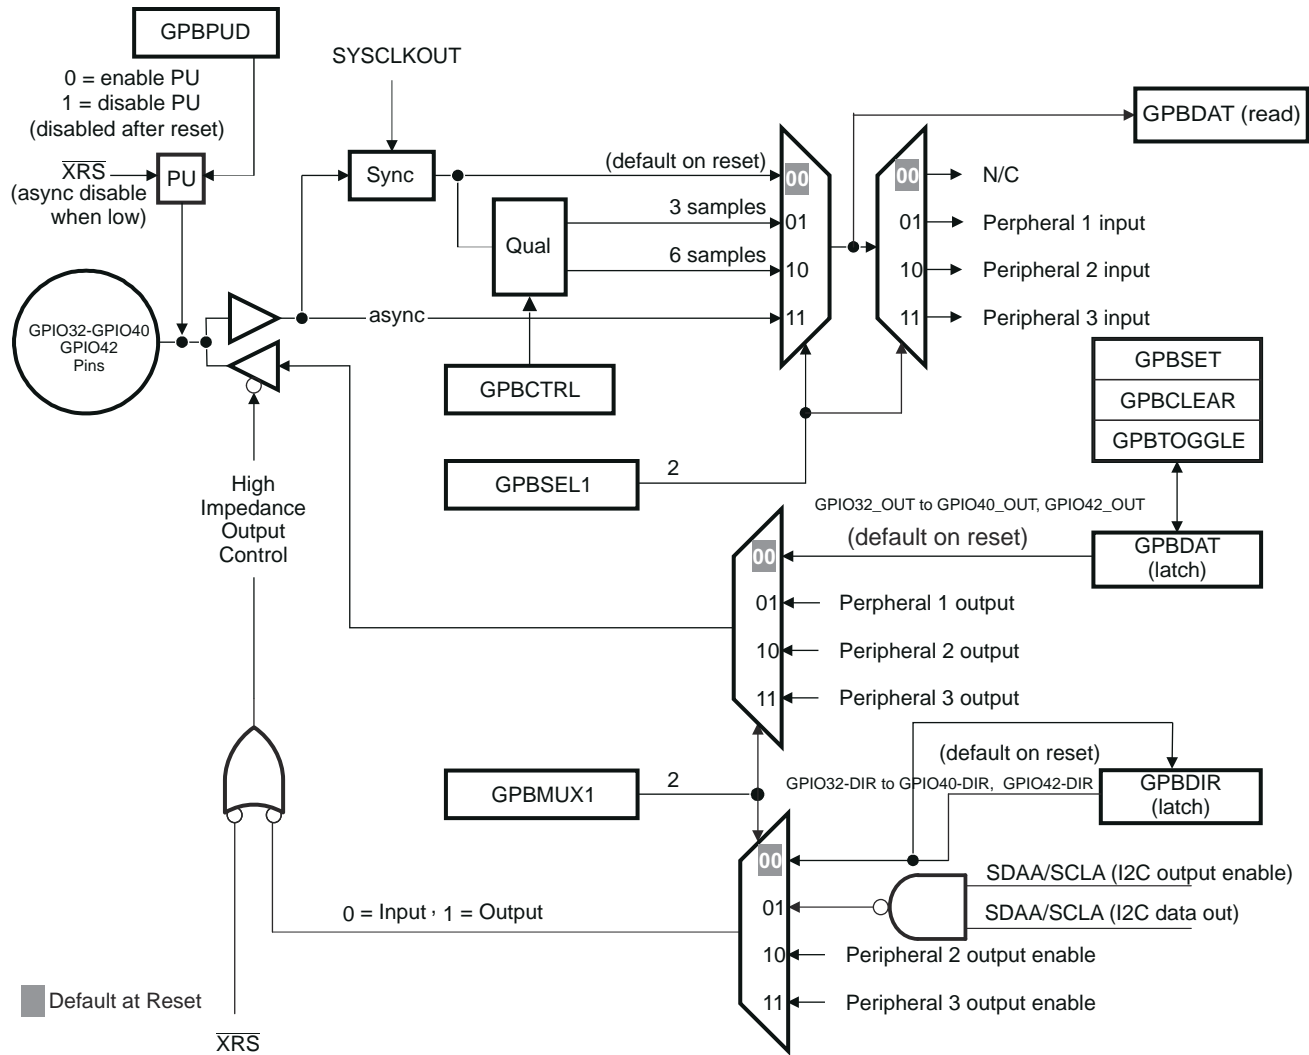 GPBPUD
0 = enable PU
1 = disable PU
(disabled after reset)
XRS
(async disable
when low)
PU
SYSCLKOUT
Sync
(default on reset)
3 samples
6 samples
Qual
async
GPBCTRL
00
01
10
11
00
01
10
11
GPBDAT (read)
N/C
Perpheral 1 input
Peripheral 2 input
Peripheral 3 input
GPIO32-GPIO40
GPIO42
Pins
GPBSET
GPBCLEAR
GPBTOGGLE
GPBSEL1
2
High
Impedance
Output
Control
GPIO32_OUT to GPIO40_OUT, GPIO42_OUT
(default on reset)
GPBDAT
(latch)
00
01
10
11
Perpheral 1 output
Peripheral 2 output
Peripheral 3 output
GPBMUX1
2
(default on reset)
GPIO32-DIR to GPIO40-DIR, GPIO42-DIR
GPBDIR
(latch)
00
01
10
11
SDAA/SCLA (I2C output enable)
SDAA/SCLA (I2C data out)
Peripheral 2 output enable
Peripheral 3 output enable
0 = Input, 1 = Output
Default at Reset
XRS